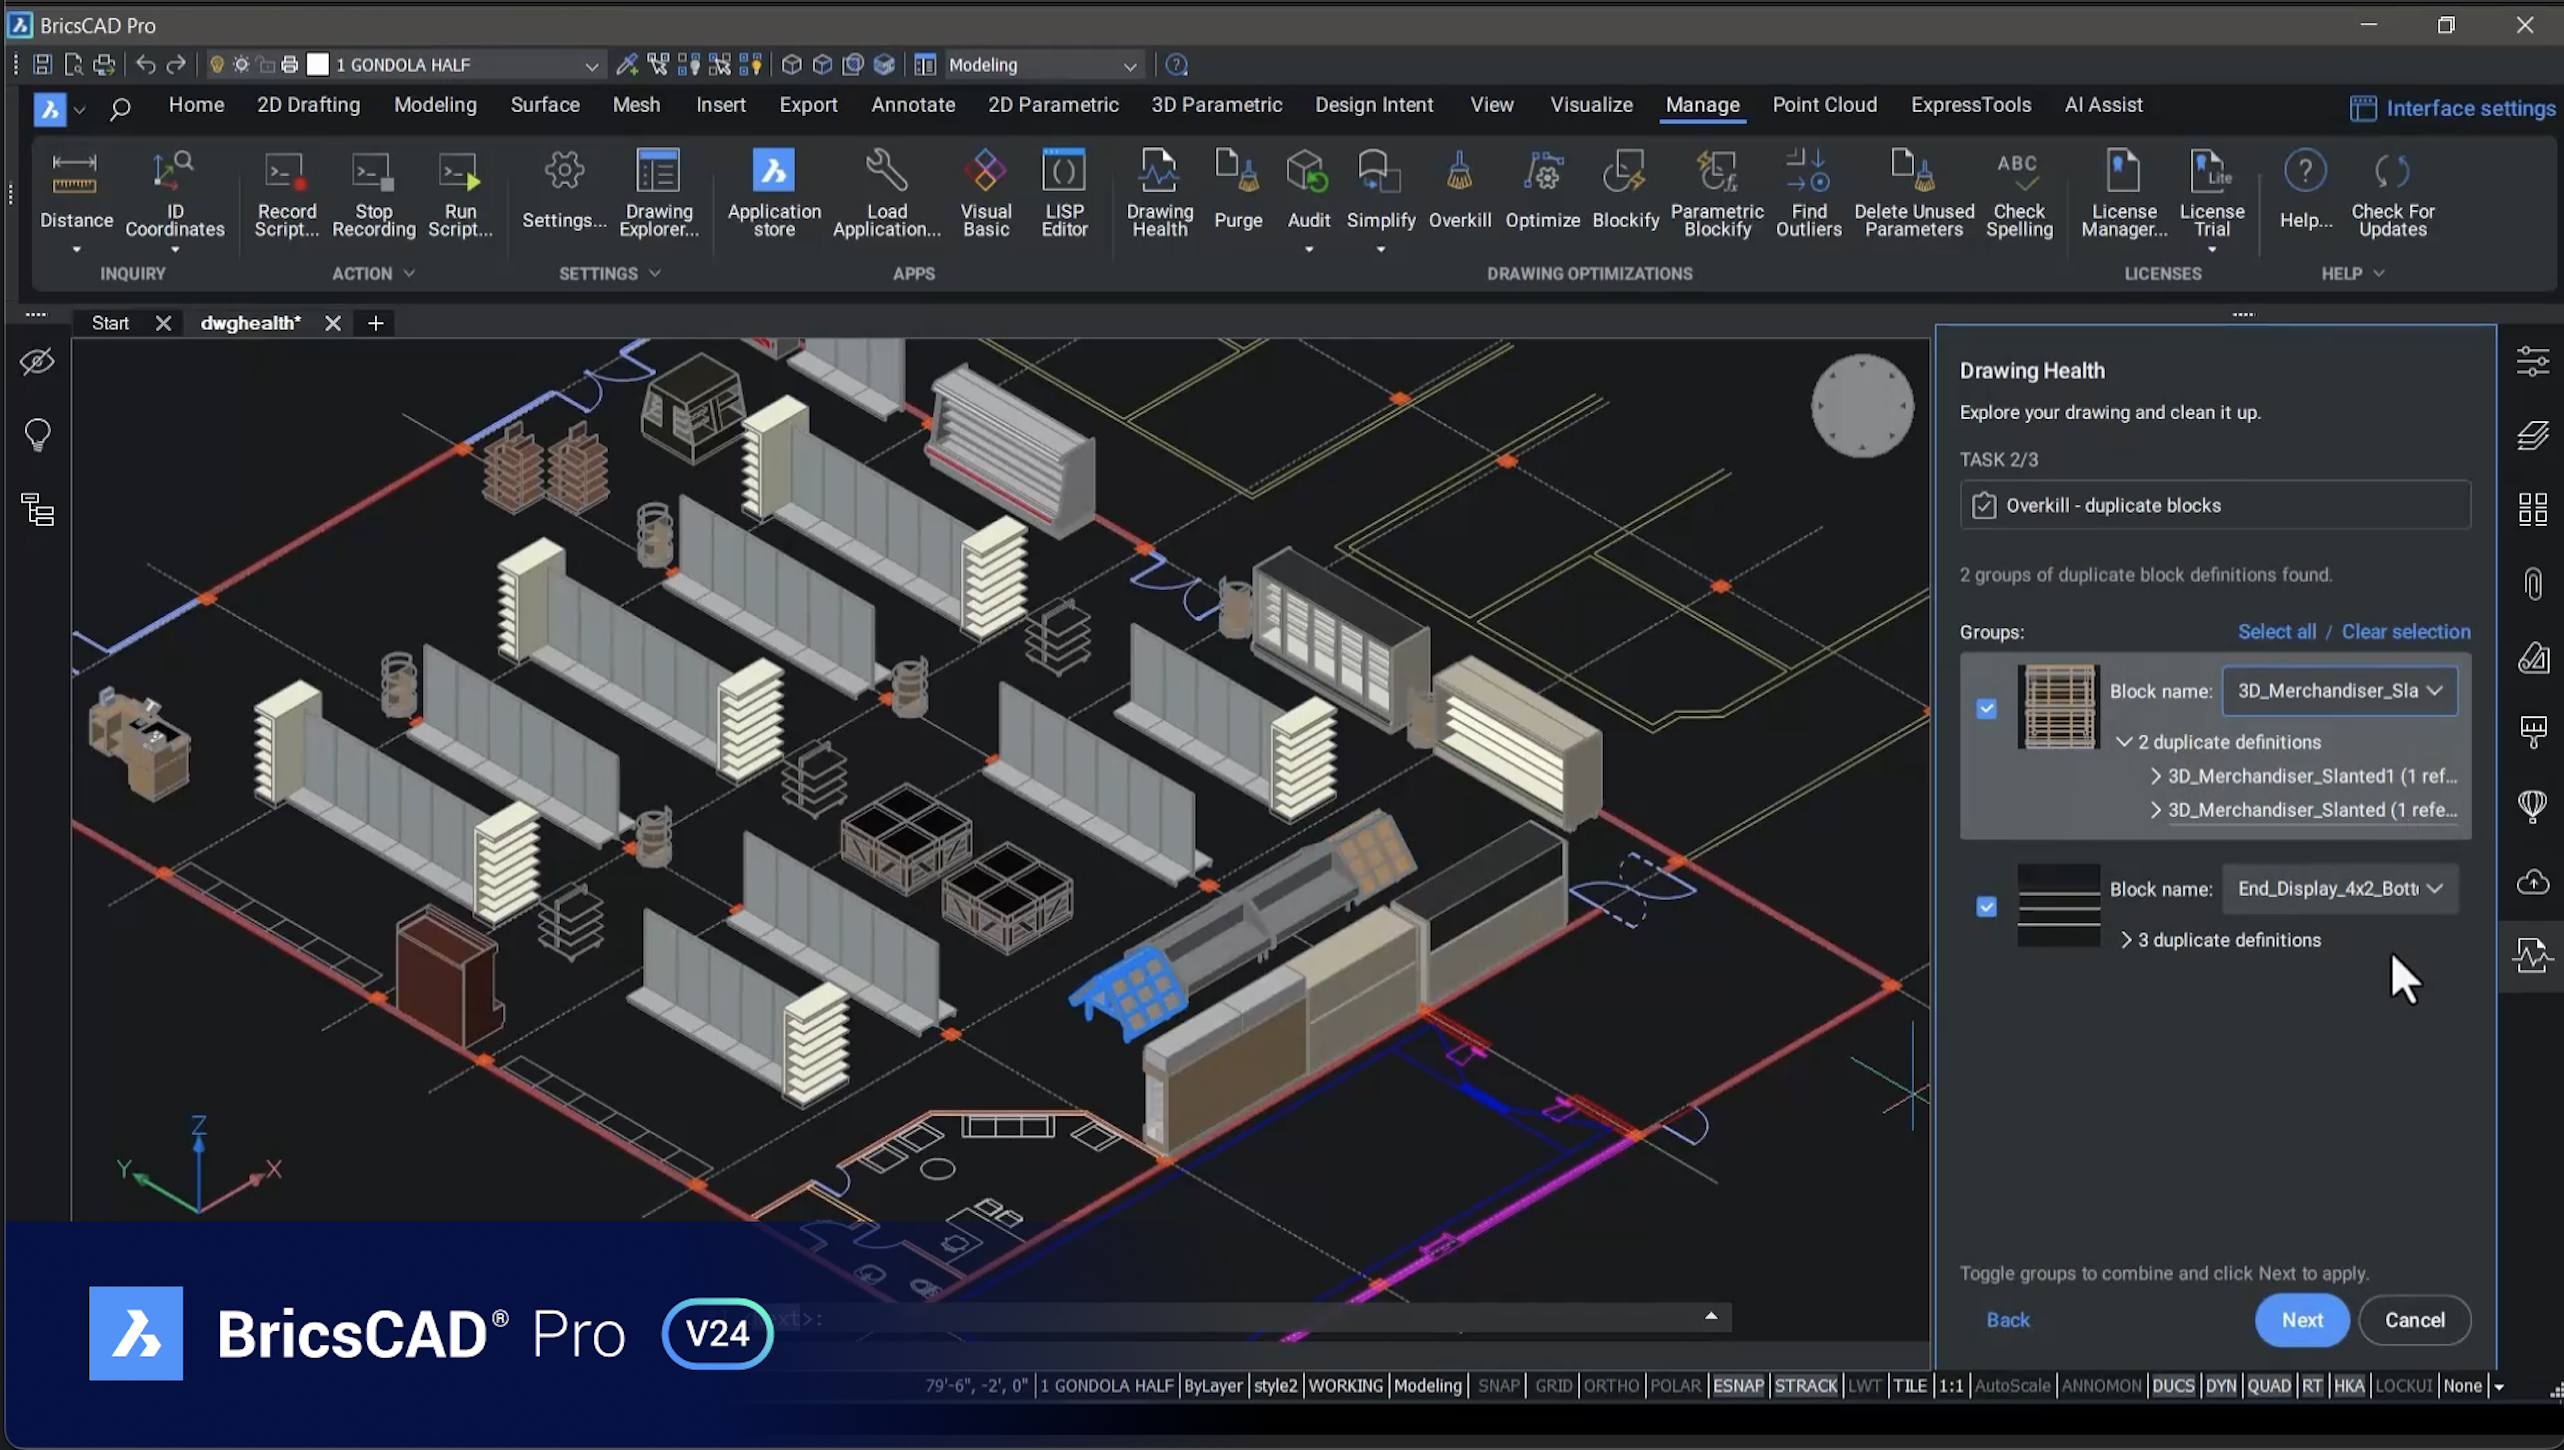 BricsCAD Pro
1 GONDOLA HALF
Modeling
Home 2D Drafting Modeling Surface Mesh Insert Export Annotate 2D Parametric 3D Parametric Design Intent View Visualize Manage Point Cloud ExpressTools AI Assist Interface settings
Distance
ID Coordinates
Record Script...
Stop Recording
Run Script...
Settings...
Drawing Explorer...
Application store
Load Application...
Visual Basic
LISP Editor
Drawing Health
Purge
Audit
Simplify
Overkill
Optimize
Blockify
Parametric Blockify
Find Outliers
Delete Unused Parameters
ABC
Check Spelling
License Manager...
Lite
License Trial
Help...
Check For Updates
INQUIRY ACTION SETTINGS APPS DRAWING OPTIMIZATIONS LICENSES HELP
Start dwghealth*
Drawing Health
Explore your drawing and clean it up.
TASK 2/3
Overkill - duplicate blocks
2 groups of duplicate block definitions found.
Groups: Select all / Clear selection
Block name: 3D_Merchandiser_Sla
2 duplicate definitions
3D_Merchandiser_Slanted1 (1 ref...
3D_Merchandiser_Slanted (1 refe...
Block name: End_Display_4x2_Bott
3 duplicate definitions
Toggle groups to combine and click Next to apply.
Back Next Cancel
Z
Y X
BricsCAD® Pro V24
79'-6", -2', 0" 1 GONDOLA HALF ByLayer style2 WORKING Modeling SNAP GRID ORTHO POLAR ESNAP STRACK LWT TILE 1:1 AutoScale ANNOMON DUCS DYN QUAD RT HKA LOCKUI None